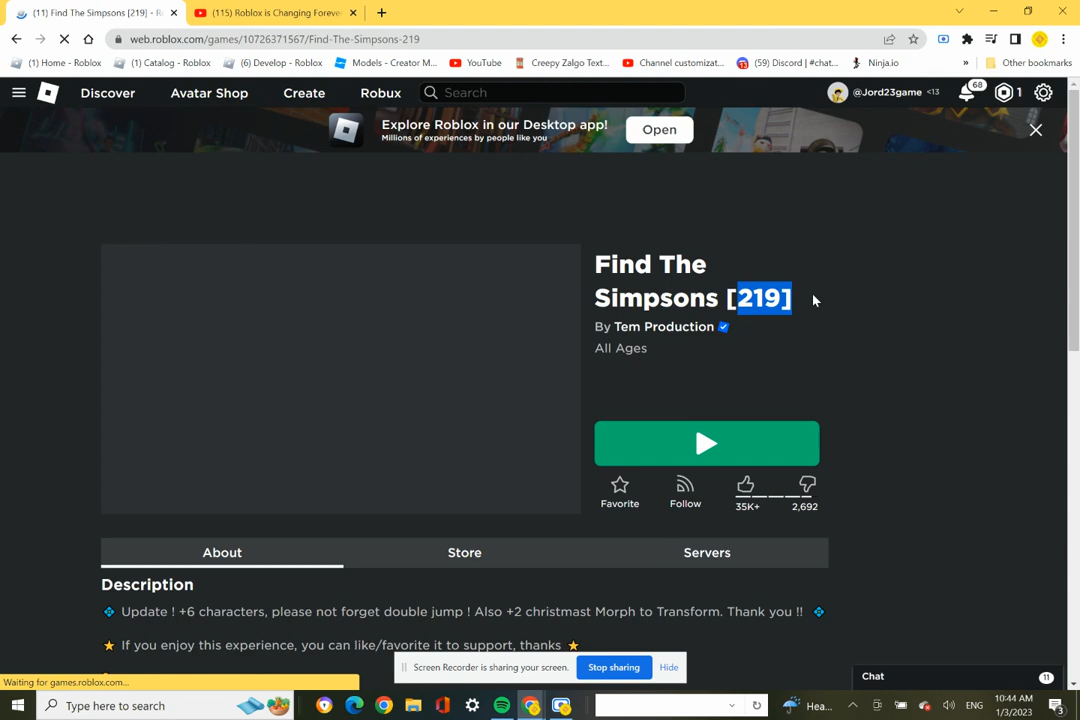 (11) Find The Simpsons [219] - R
(115) Roblox is Changing Foreve
web.roblox.com/games/10726371567/Find-The-Simpsons-219
(1) Home - Roblox
(1) Catalog - Roblox
(6) Develop - Roblox
Models - Creator M...
YouTube
Creepy Zalgo Text...
Channel customizat...
(59) Discord | #chat...
Ninja.io
»
Other bookmarks
Discover
Avatar Shop
Create
Robux
Search
@Jord23game <13
68
1
Explore Roblox in our Desktop app!
Millions of experiences by people like you
Open
Find The
Simpsons [219]
By Tem Production
All Ages
Favorite
Follow
35K+
2,692
About
Store
Servers
Description
Update ! +6 characters, please not forget double jump ! Also +2 christmast Morph to Transform. Thank you !!
If you enjoy this experience, you can like/favorite it to support, thanks
Screen Recorder is sharing your screen.
Stop sharing
Hide
Waiting for games.roblox.com...
Chat
11
Type here to search
Hea...
ENG
10:44 AM
1/3/2023
3